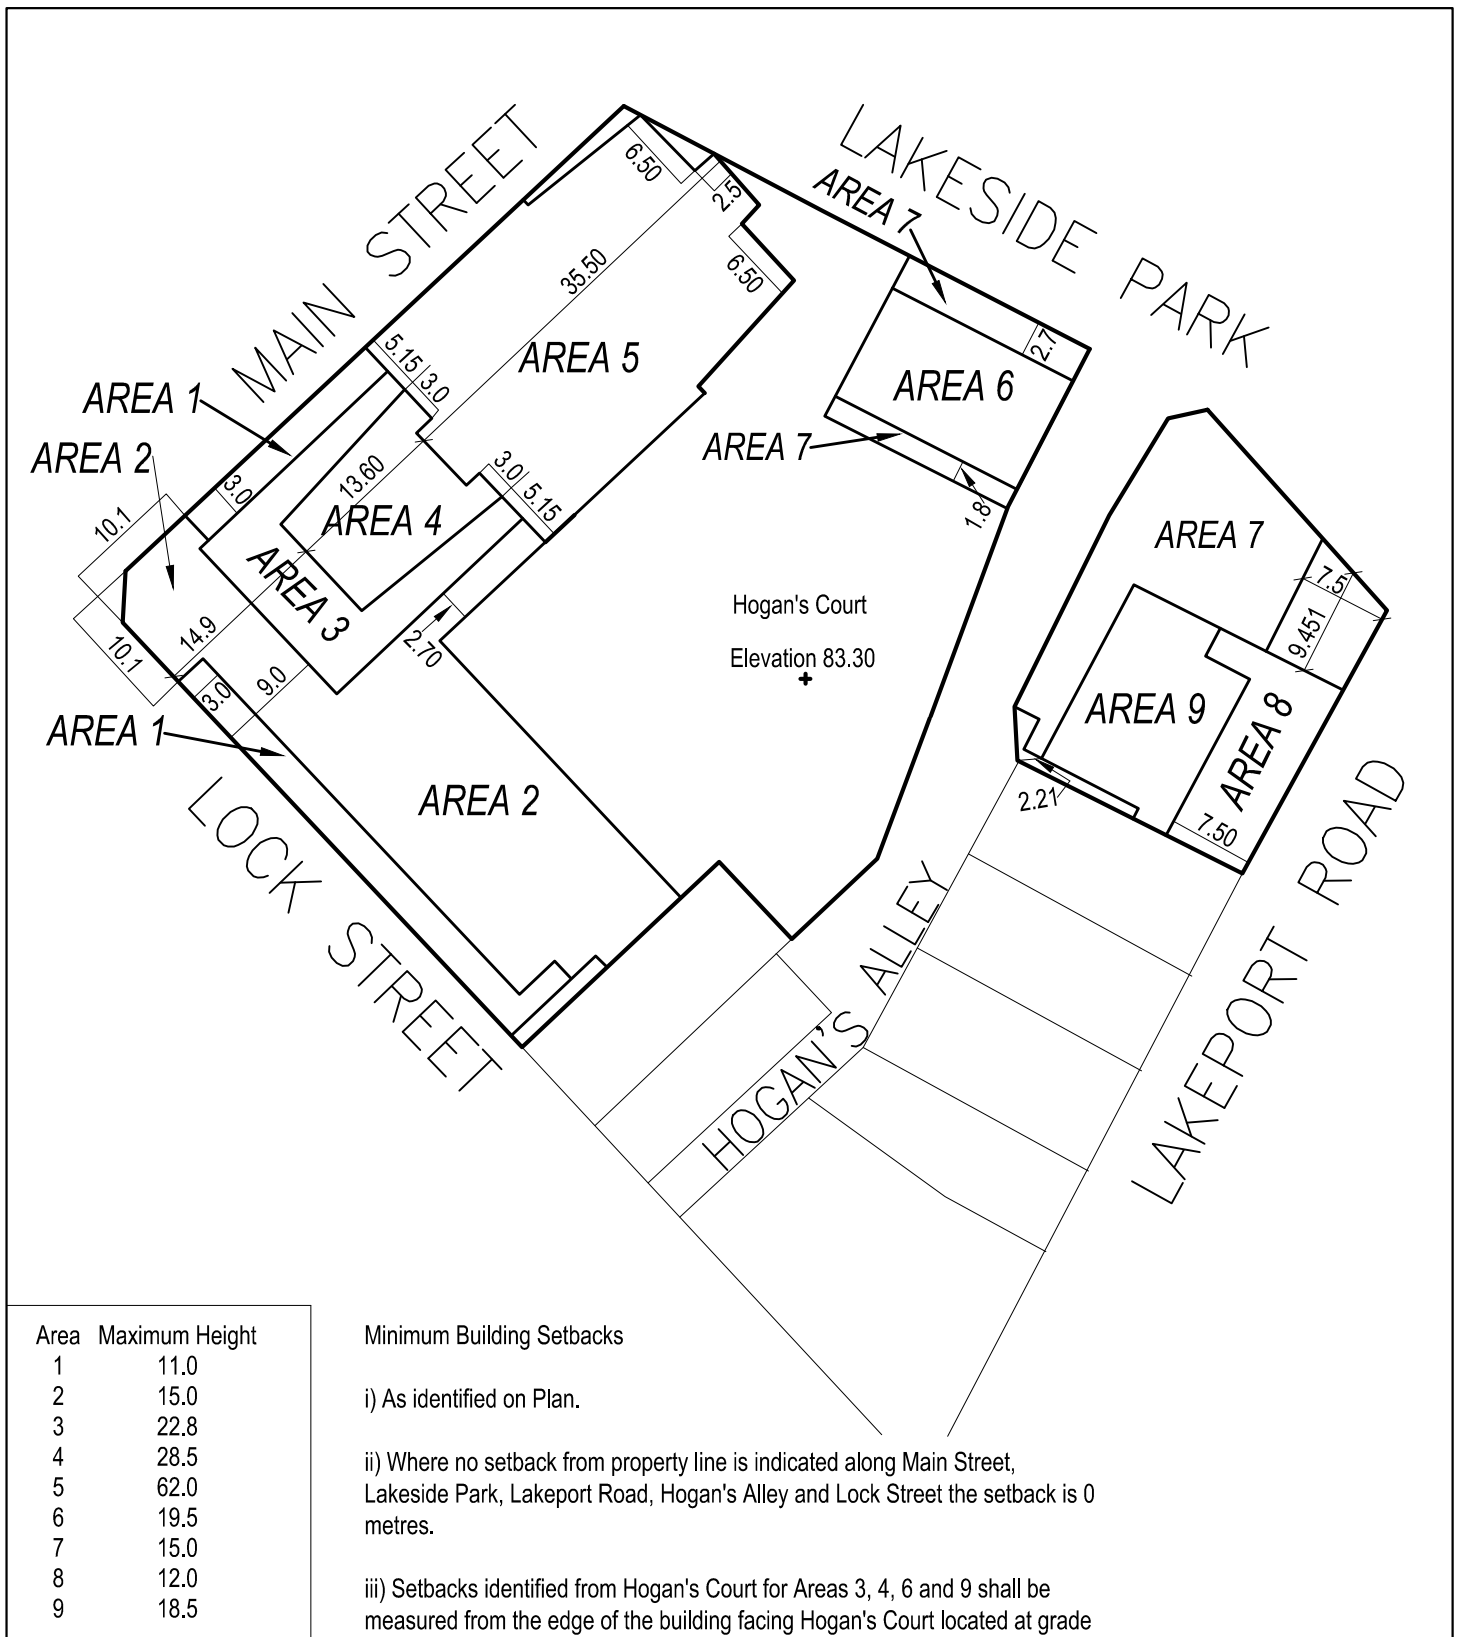 LAKESIDE PARK
MAIN STREET
6.50
2.5
AREA 7
6.50
35.50
2.7
5.15
3.0
AREA 5
AREA 6
AREA 1
AREA 2
AREA 7
3.0
13.60
3.0
5.15
1.8
10.1
AREA 4
AREA 7
AREA 3
7.5
Hogan's Court
14.9
9.451
10.1
2.70
Elevation 83.30
9.0
3.0
AREA 9
AREA 8
AREA 1
2.21
AREA 2
7.50
LOCK STREET
HOGAN'S ALLEY
LAKEPORT ROAD
Area Maximum Height
1 11.0
2 15.0
3 22.8
4 28.5
5 62.0
6 19.5
7 15.0
8 12.0
9 18.5
Minimum Building Setbacks
i) As identified on Plan.
ii) Where no setback from property line is indicated along Main Street,
Lakeside Park, Lakeport Road, Hogan's Alley and Lock Street the setback is 0
metres.
iii) Setbacks identified from Hogan's Court for Areas 3, 4, 6 and 9 shall be
measured from the edge of the building facing Hogan's Court located at grade